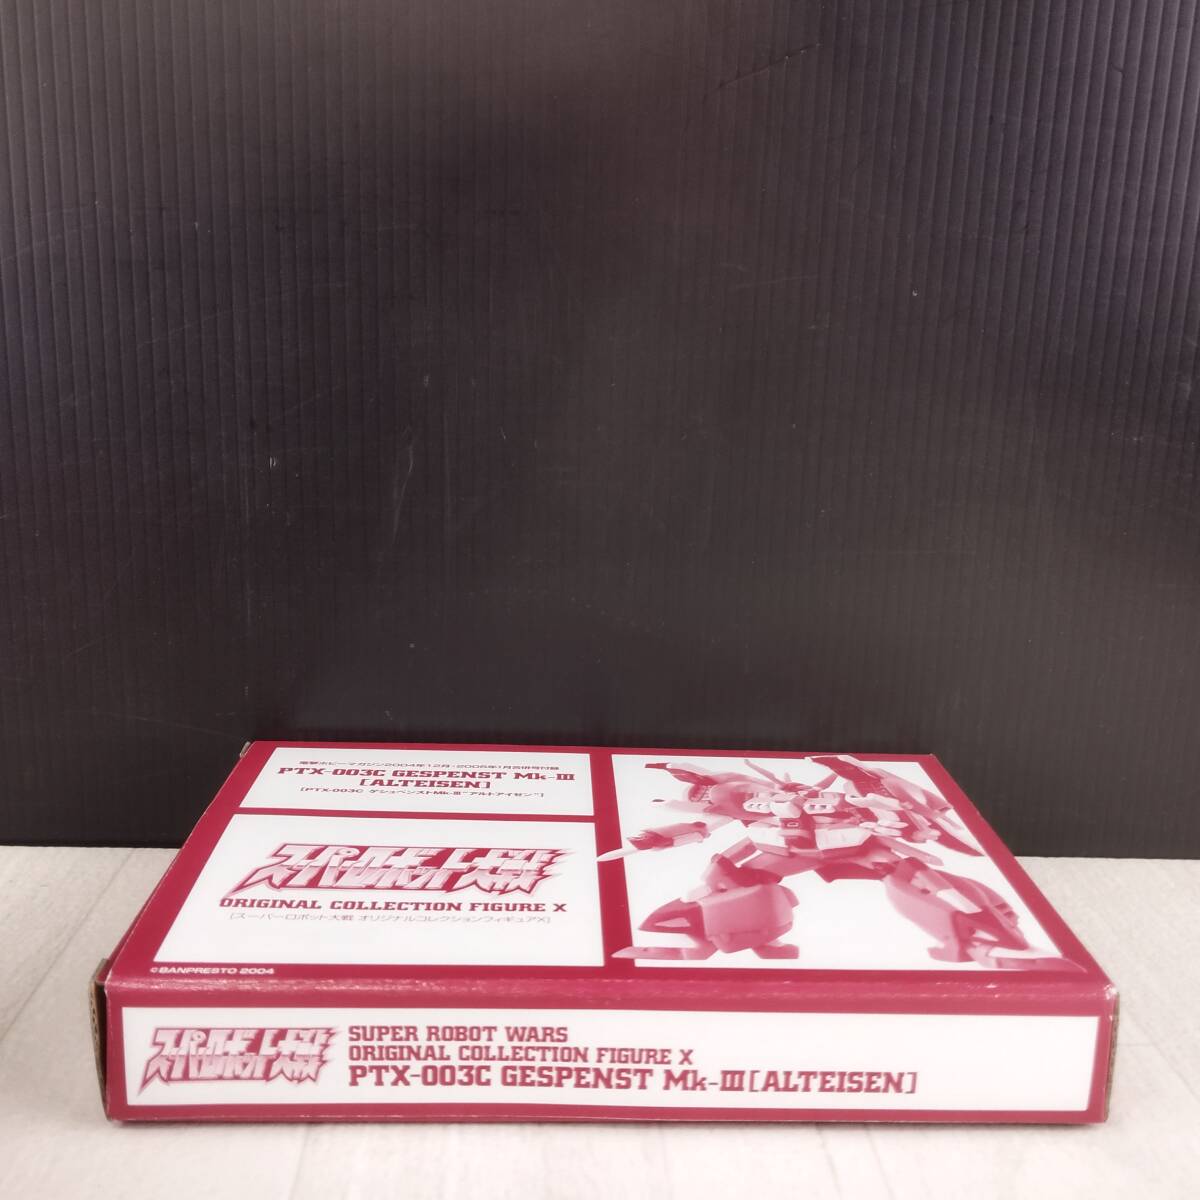 電撃ホビーマガジン2004年12月・2005年1月合併号付録
PTX-003C GESPENST Mk-III
[ALTEISEN]
[PTX-003C ゲシュペンストMk-III"アルトアイゼン"]
スーパーロボット大戦
ORIGINAL COLLECTION FIGURE X
[スーパーロボット大戦 オリジナルコレクションフィギュアX]
©BANPRESTO 2004
スーパーロボット大戦
SUPER ROBOT WARS
ORIGINAL COLLECTION FIGURE X
PTX-003C GESPENST Mk-III[ALTEISEN]